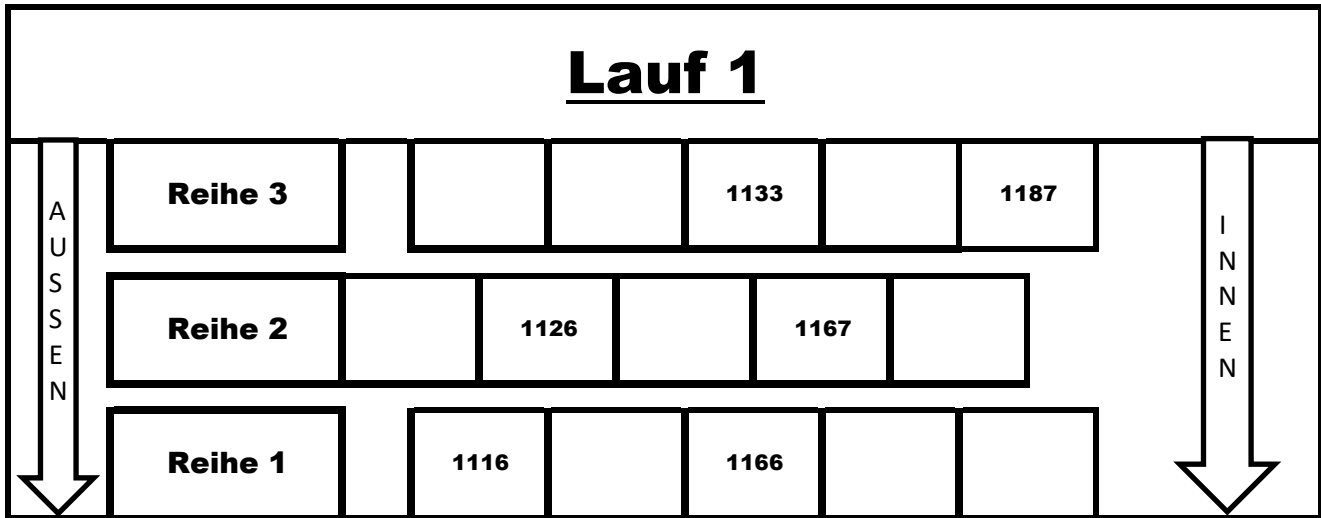 Lauf 1
AUSSEN
Reihe 3 1133 1187
Reihe 2 1126 1167
Reihe 1 1116 1166
INNEN